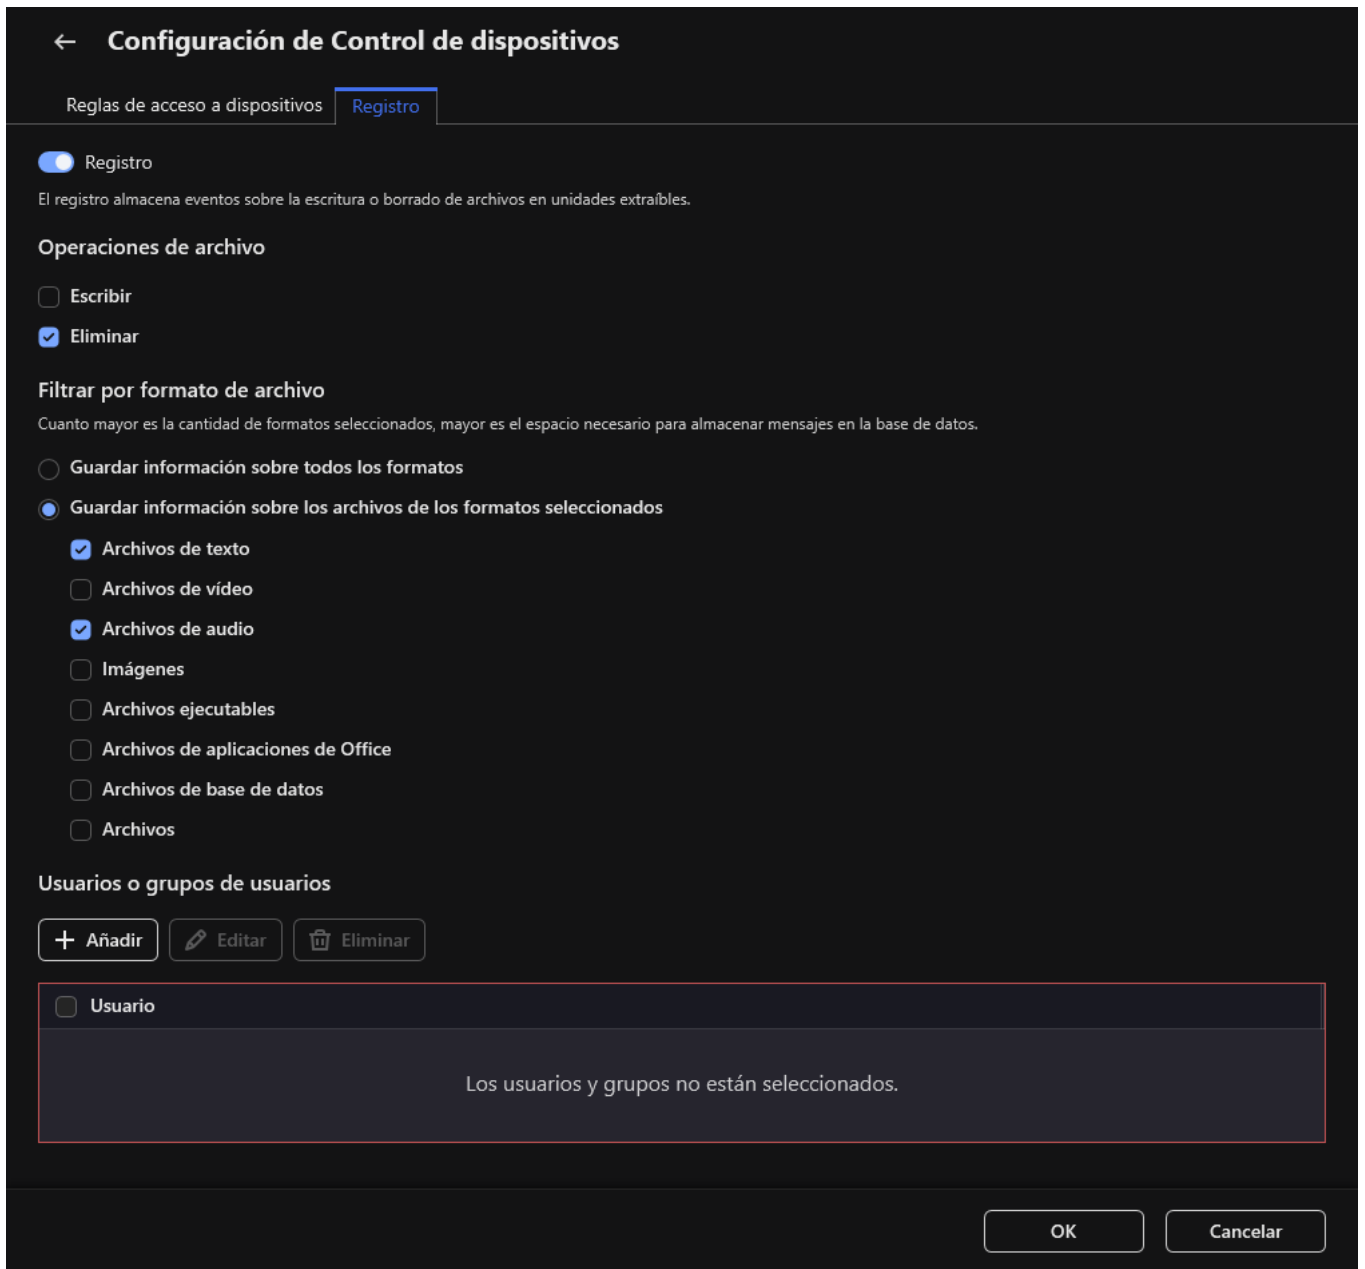 Configuración de Control de dispositivos
Reglas de acceso a dispositivos Registro
Registro
El registro almacena eventos sobre la escritura o borrado de archivos en unidades extraíbles.
Operaciones de archivo
Escribir
Eliminar
Filtrar por formato de archivo
Cuanto mayor es la cantidad de formatos seleccionados, mayor es el espacio necesario para almacenar mensajes en la base de datos.
Guardar información sobre todos los formatos
Guardar información sobre los archivos de los formatos seleccionados
Archivos de texto
Archivos de vídeo
Archivos de audio
Imágenes
Archivos ejecutables
Archivos de aplicaciones de Office
Archivos de base de datos
Archivos
Usuarios o grupos de usuarios
Añadir Editar Eliminar
Usuario
Los usuarios y grupos no están seleccionados.
OK Cancelar